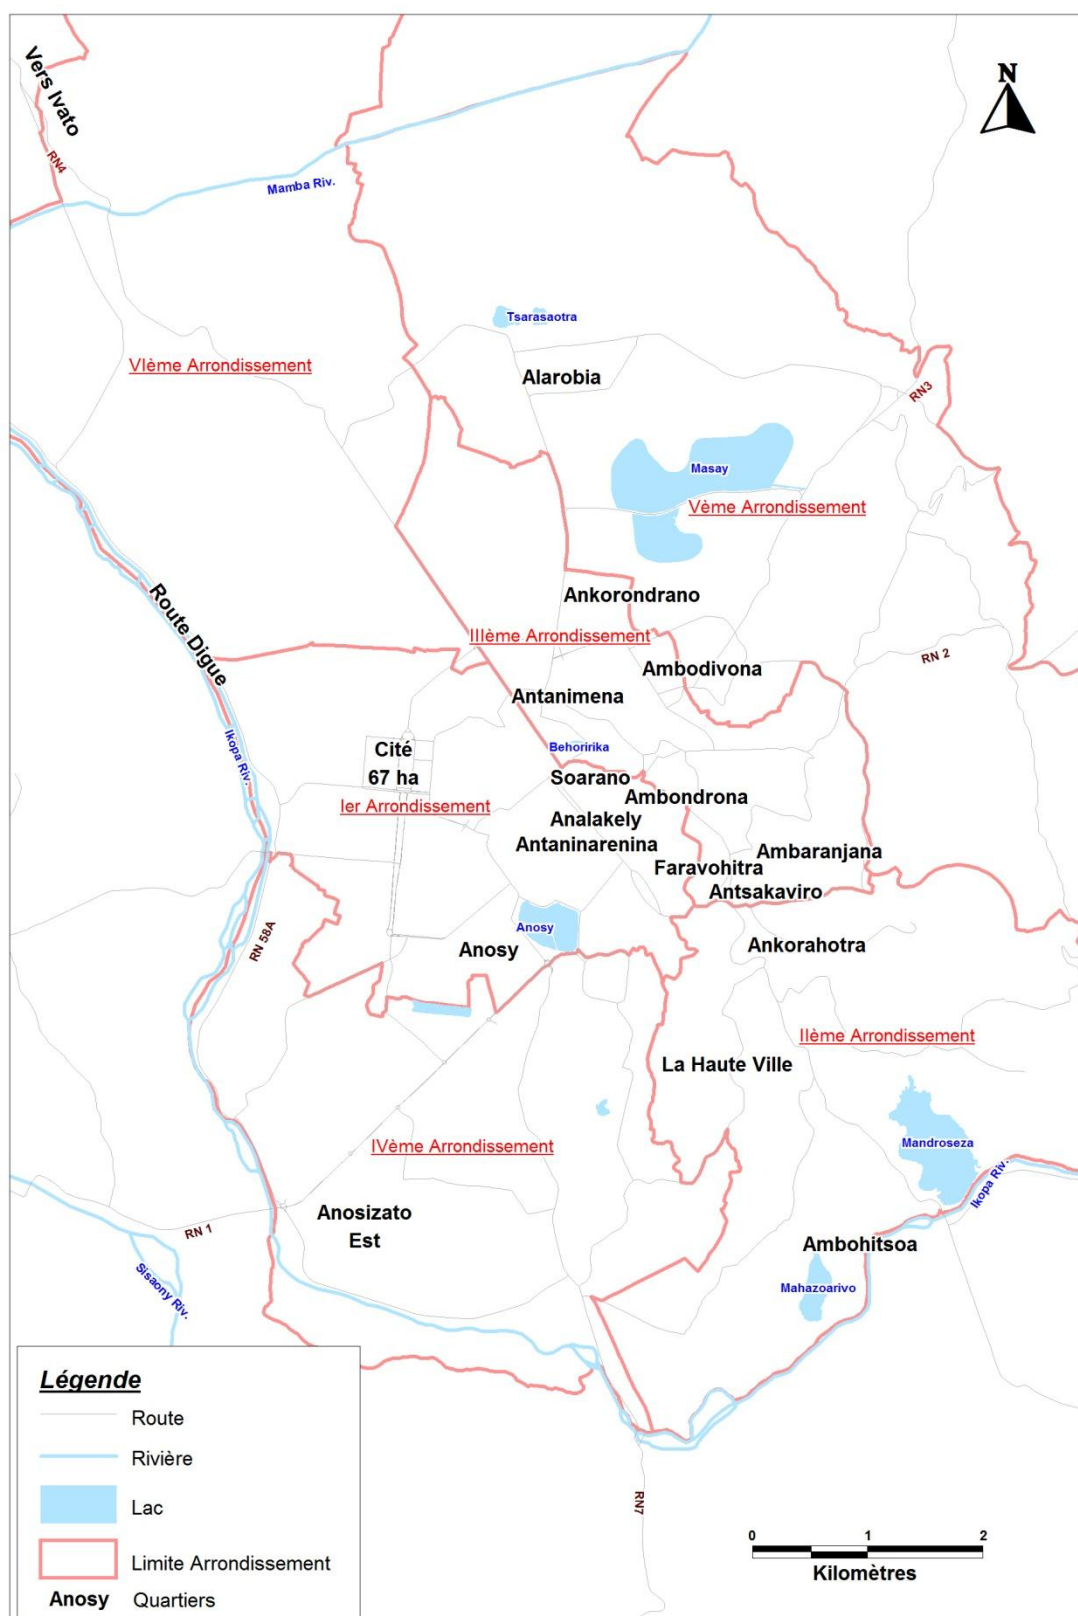 Vers Ivato
N
RN4
Mamba Riv.
Tsarasaotra
VIème Arrondissement
Alarobia
RN3
Masay
Vème Arrondissement
Route Digue
Ankorondrano
IIIème Arrondissement
RN 2
Ambodivona
Antanimena
Ikopa Riv.
Behoririka
Cité
67 ha
Soarano
Ier Arrondissement
Ambondrona
Analakely
Antaninarenina
Ambaranjana
Faravohitra
Antsakaviro
Anosy
RN 58A
Anosy
Ankorahotra
IIème Arrondissement
La Haute Ville
IVème Arrondissement
Mandroseza
Ikopa Riv.
Anosizato
Est
RN 1
Ambohitsoa
Sisaony Riv.
Mahazoarivo
Légende
Route
Rivière
Lac
Limite Arrondissement
Anosy Quartiers
RN7
0 1 2
Kilomètres